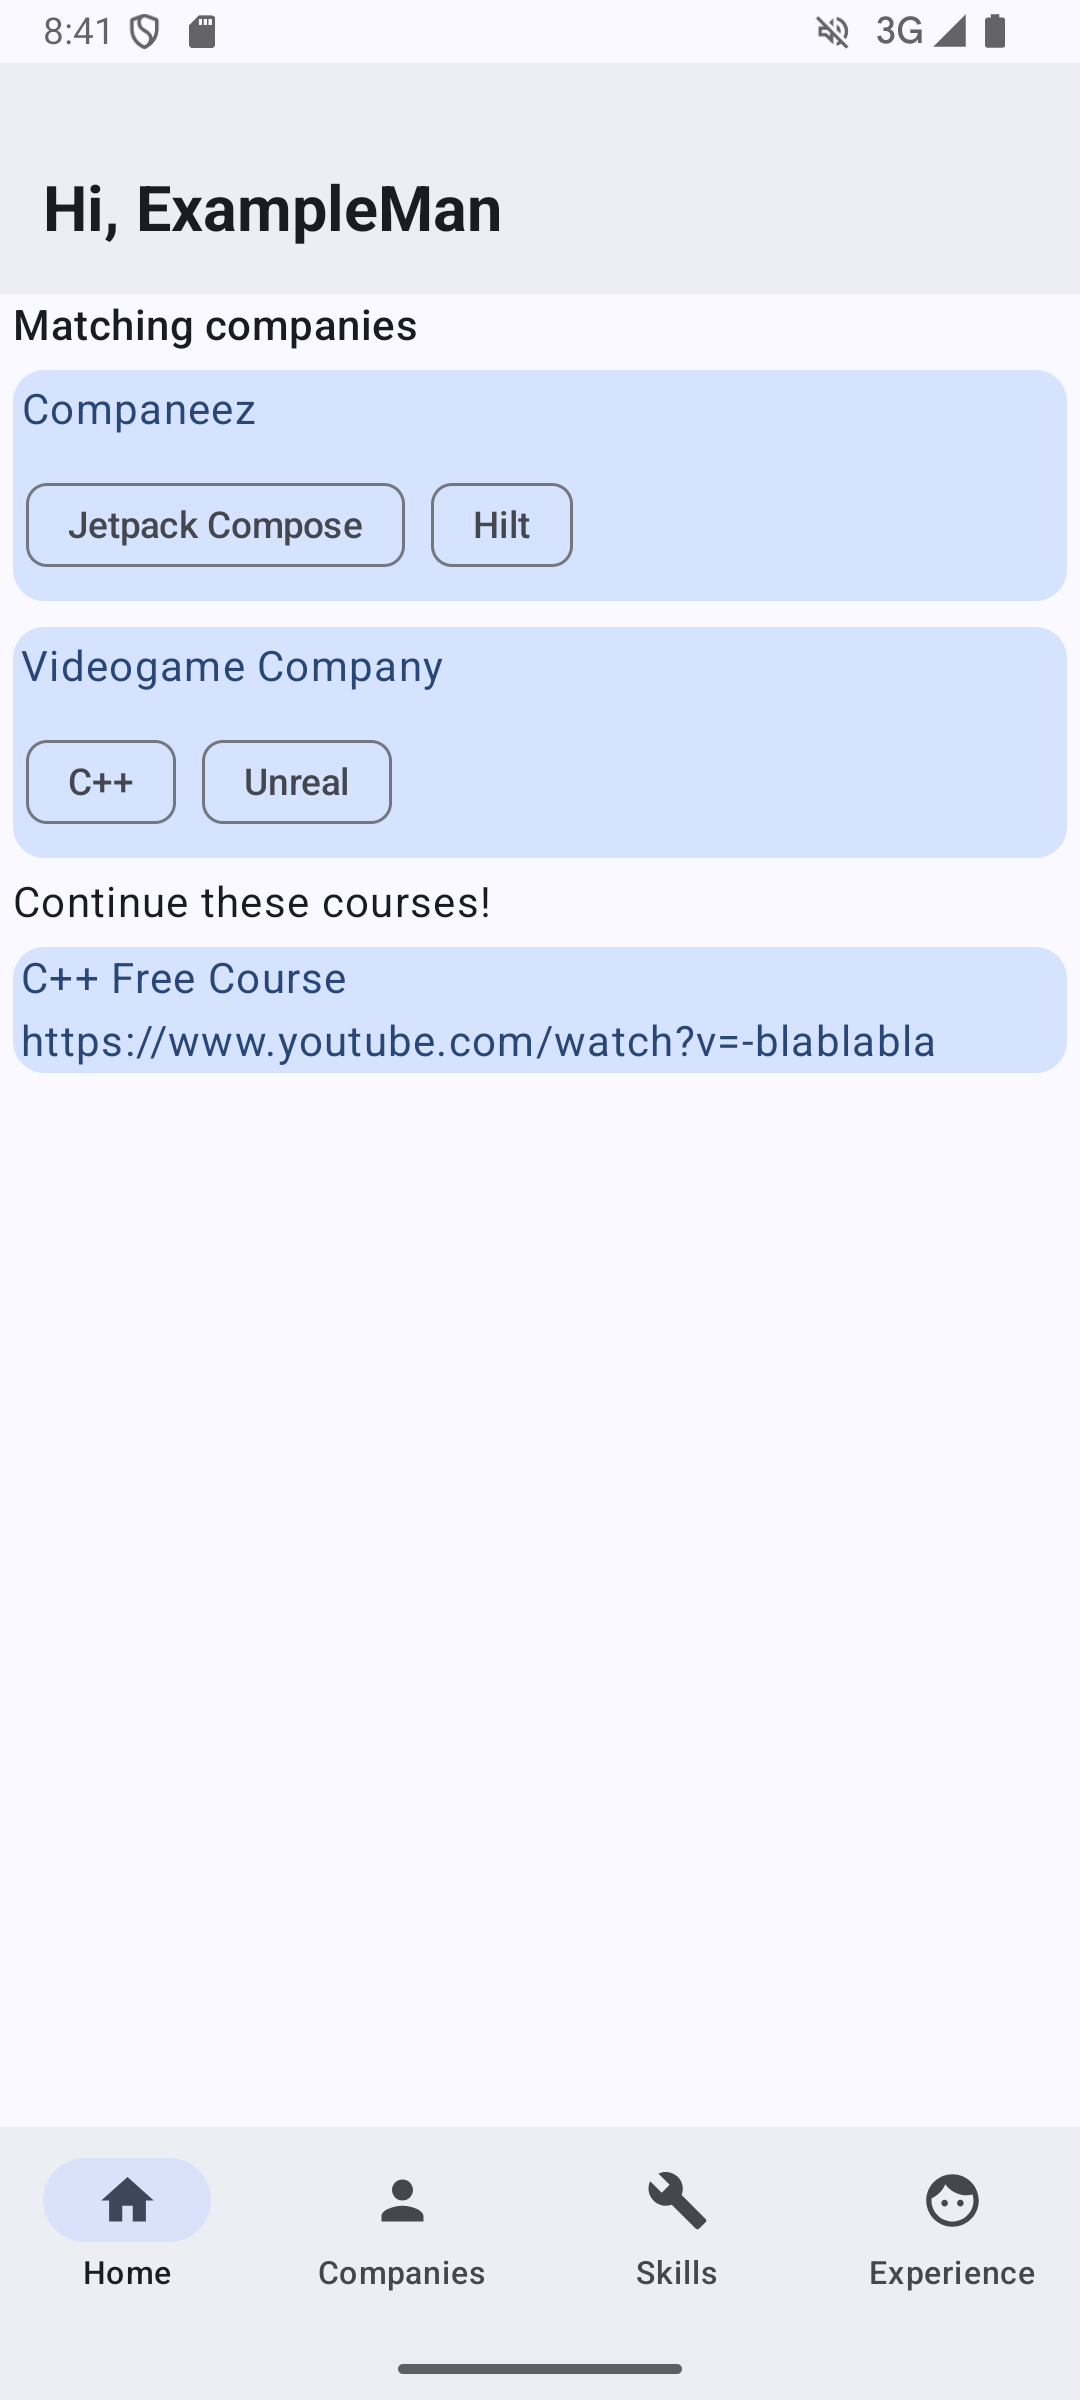 8:41 3G
Hi, ExampleMan
Matching companies
Companeez
Jetpack Compose Hilt
Videogame Company
C++ Unreal
Continue these courses!
C++ Free Course
https://www.youtube.com/watch?v=-blablabla
Home Companies Skills Experience